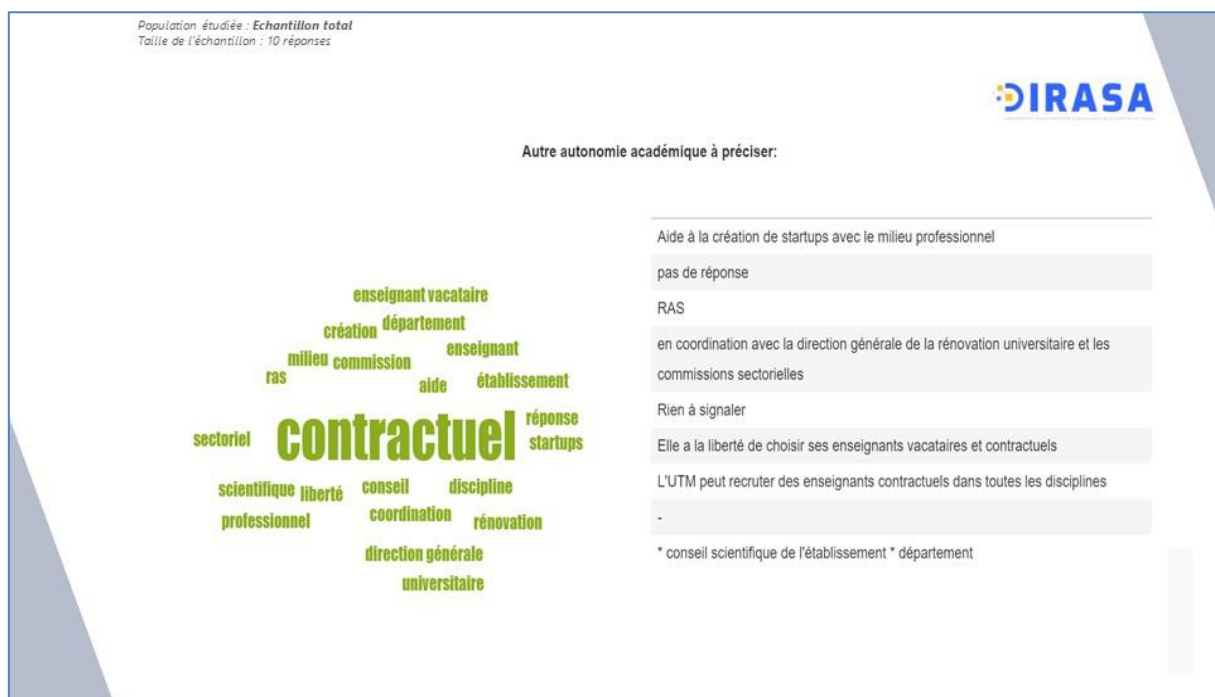 Population étudiée : Echantillon total
Taille de l'échantillon : 10 réponses
DIRASA
Autre autonomie académique à préciser:
enseignant vacataire
création département
milieu commission enseignant
ras aide établissement
sectoriel contractuel réponse
startups
scientifique liberté conseil discipline
professionnel coordination rénovation
direction générale
universitaire
Aide à la création de startups avec le milieu professionnel
pas de réponse
RAS
en coordination avec la direction générale de la rénovation universitaire et les
commissions sectorielles
Rien à signaler
Elle a la liberté de choisir ses enseignants vacataires et contractuels
L'UTM peut recruter des enseignants contractuels dans toutes les disciplines
-
* conseil scientifique de l'établissement * département